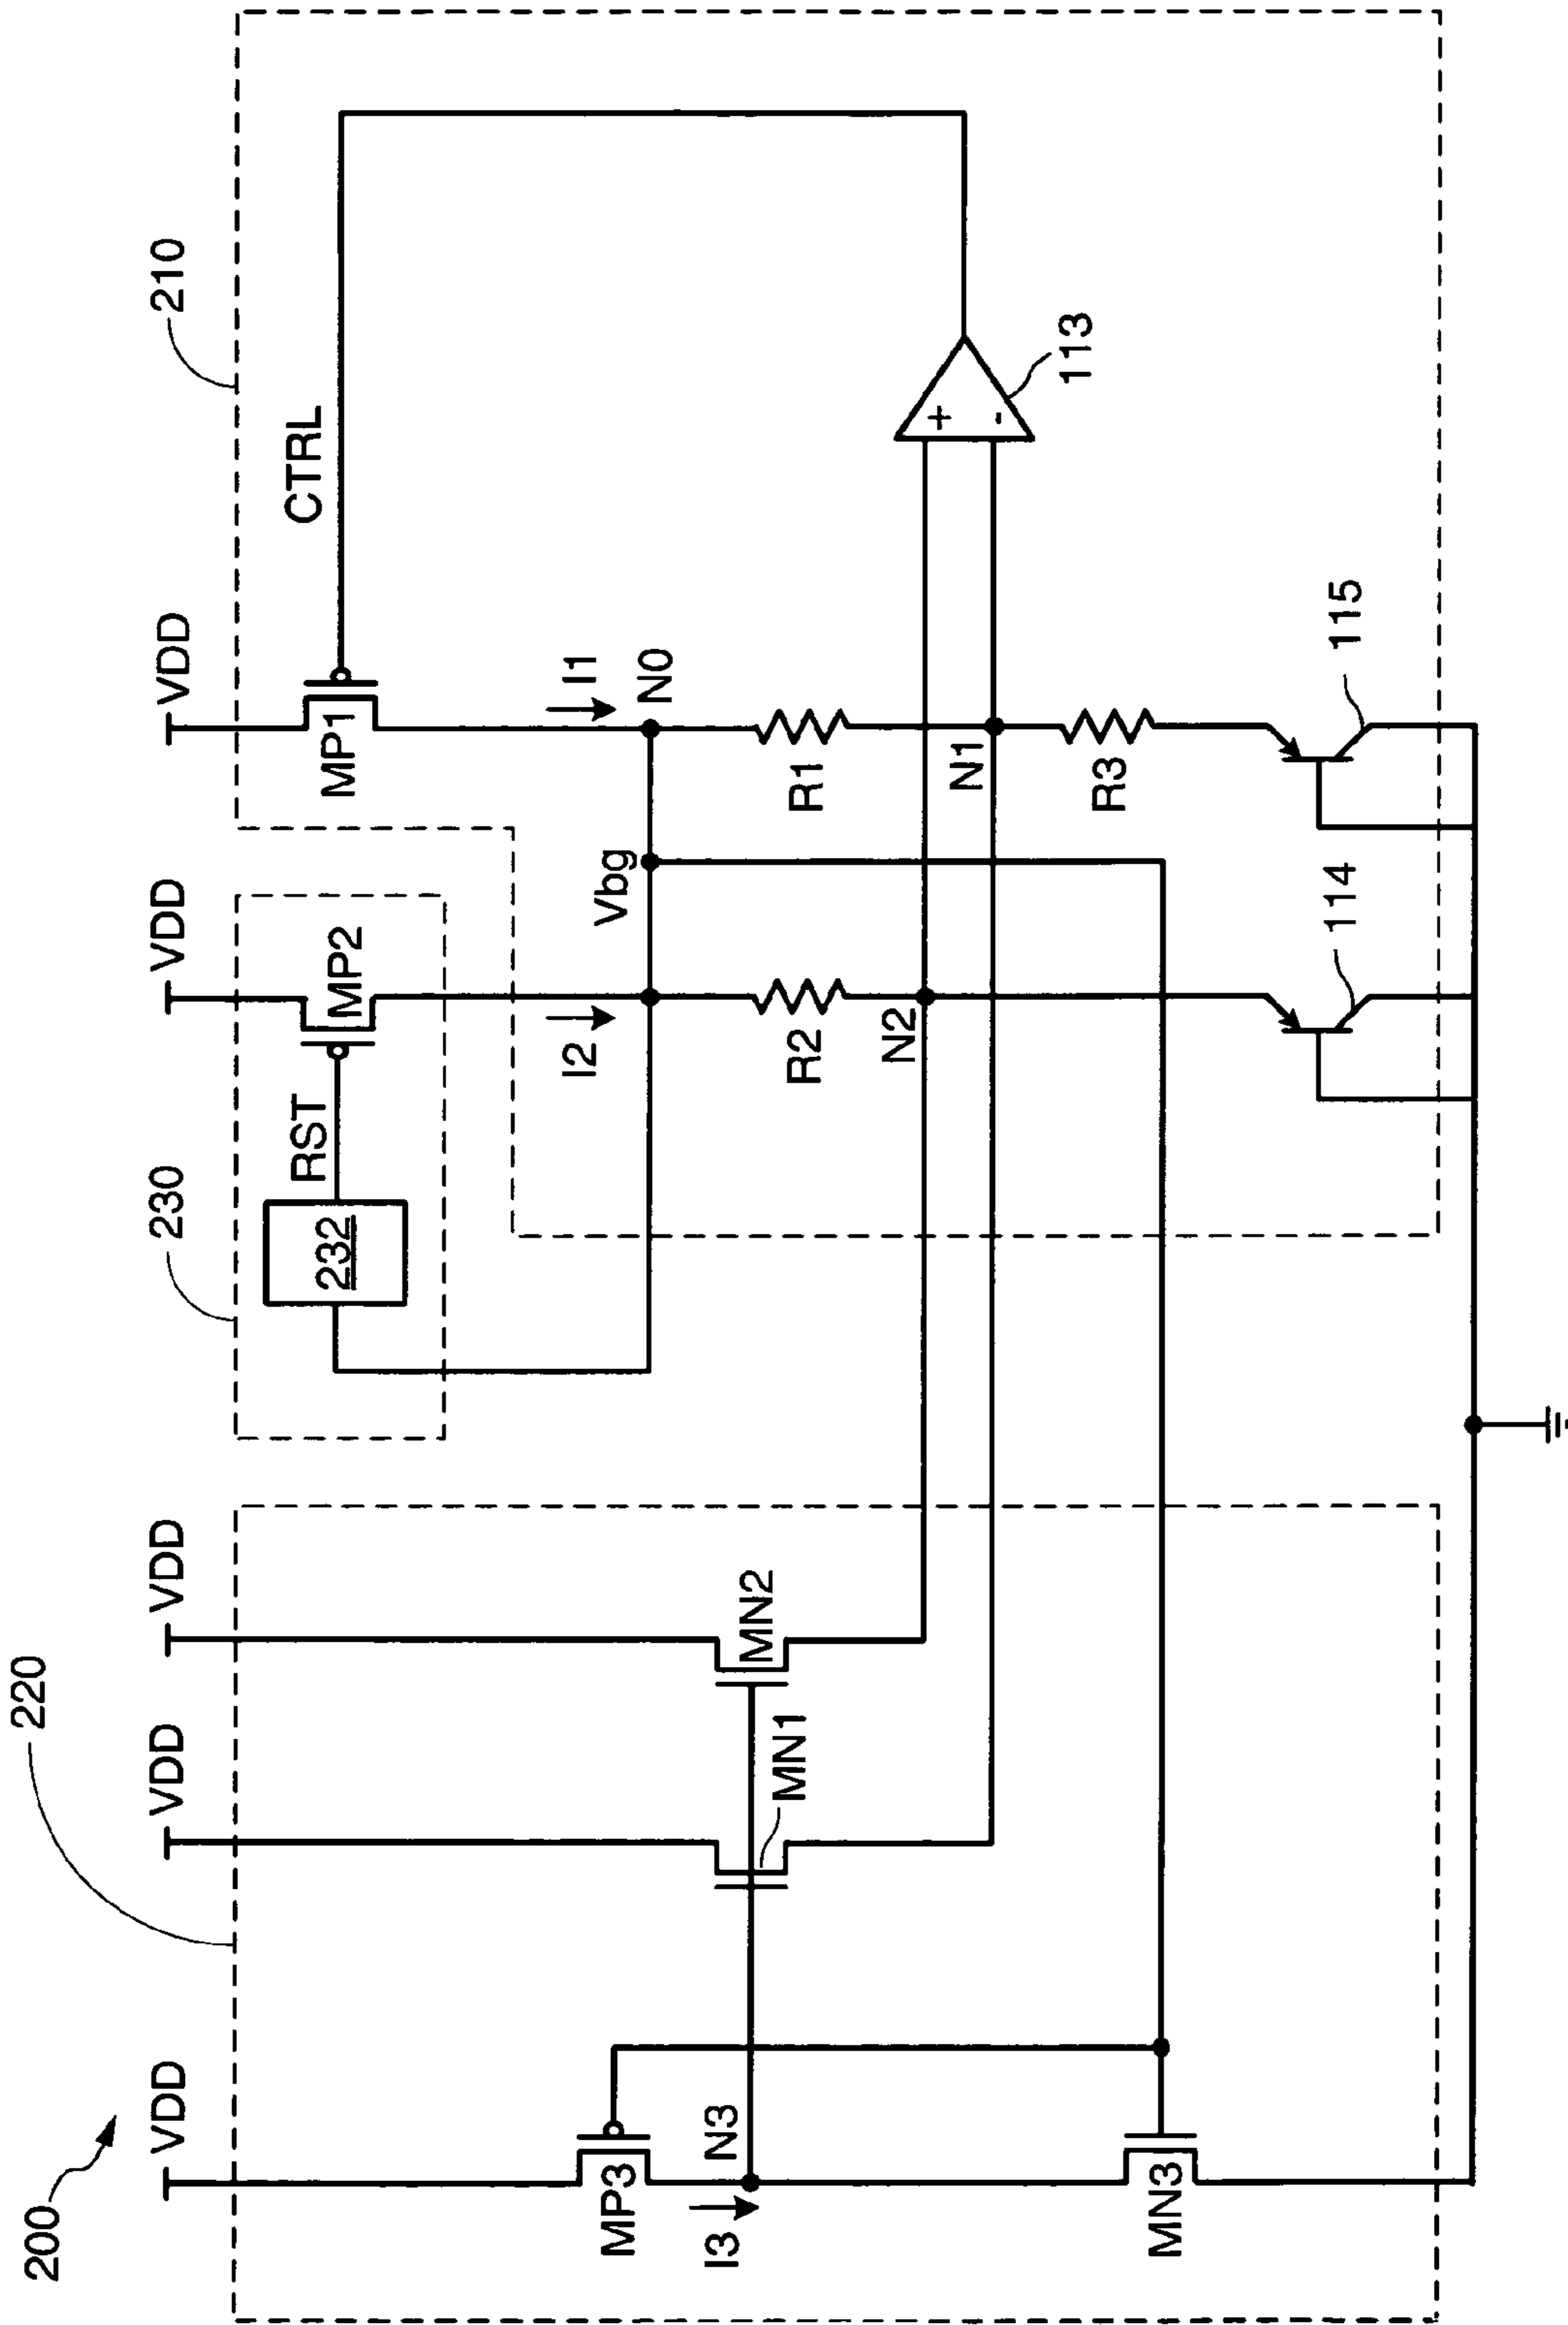 200
220
230
210
VDD
VDD
VDD
VDD
VDD
232
RST
MP2
MP1
CTRL
MP3
I3
N3
MN1
MN2
I2
I1
Vbg
N0
R2
R1
N2
N1
+
-
113
R3
MN3
114
115